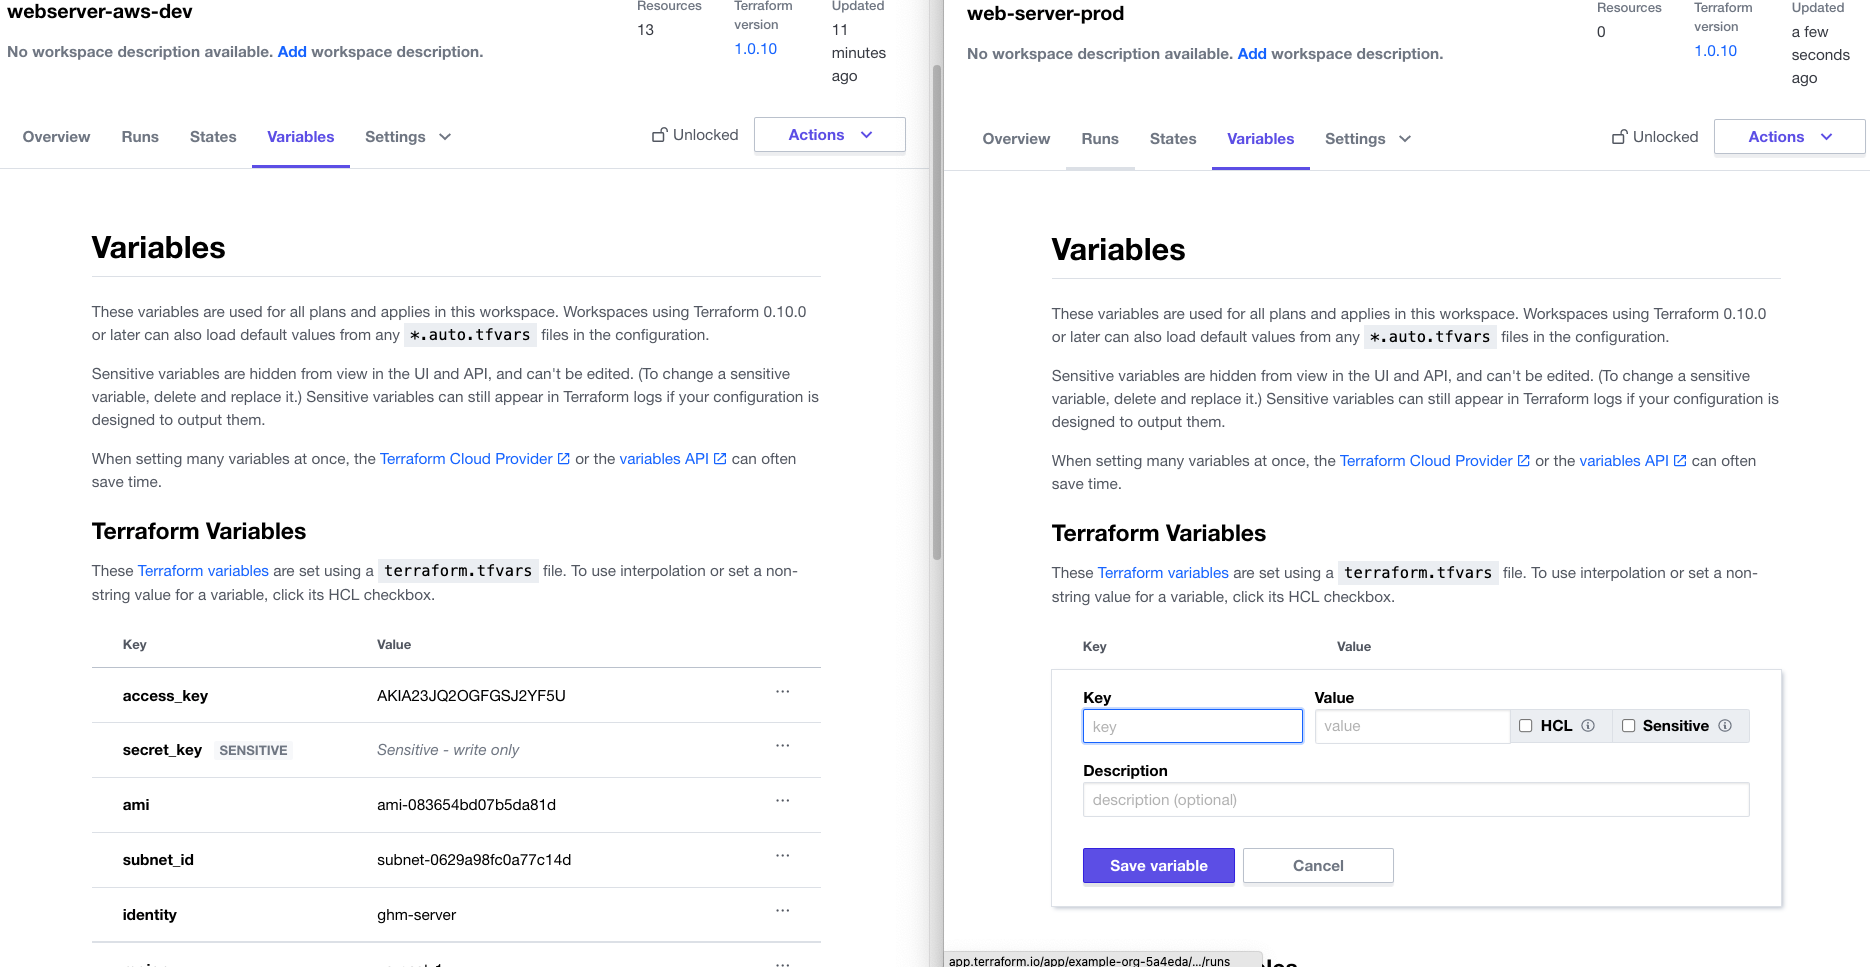 webserver-aws-dev
No workspace description available. Add workspace description.
Resources
13
Terraform
version
1.0.10
Updated
11
minutes
ago
Overview
Runs
States
Variables
Settings
Unlocked
Actions
Variables
These variables are used for all plans and applies in this workspace. Workspaces using Terraform 0.10.0
or later can also load default values from any *.auto.tfvars files in the configuration.
Sensitive variables are hidden from view in the UI and API, and can't be edited. (To change a sensitive
variable, delete and replace it.) Sensitive variables can still appear in Terraform logs if your configuration is
designed to output them.
When setting many variables at once, the Terraform Cloud Provider or the variables API can often
save time.
Terraform Variables
These Terraform variables are set using a terraform.tfvars file. To use interpolation or set a non-
string value for a variable, click its HCL checkbox.
Key Value
access_key AKIA23JQ2OGFGSJ2YF5U ...
secret_key SENSITIVE Sensitive - write only ...
ami ami-083654bd07b5da81d ...
subnet_id subnet-0629a98fc0a77c14d ...
identity ghm-server ...
web-server-prod
No workspace description available. Add workspace description.
Resources
0
Terraform
version
1.0.10
Updated
a few
seconds
ago
Overview
Runs
States
Variables
Settings
Unlocked
Actions
Variables
These variables are used for all plans and applies in this workspace. Workspaces using Terraform 0.10.0
or later can also load default values from any *.auto.tfvars files in the configuration.
Sensitive variables are hidden from view in the UI and API, and can't be edited. (To change a sensitive
variable, delete and replace it.) Sensitive variables can still appear in Terraform logs if your configuration is
designed to output them.
When setting many variables at once, the Terraform Cloud Provider or the variables API can often
save time.
Terraform Variables
These Terraform variables are set using a terraform.tfvars file. To use interpolation or set a non-
string value for a variable, click its HCL checkbox.
Key Value
Key Value
key value HCL Sensitive
Description
description (optional)
Save variable Cancel
app.terraform.io/app/example-org-5a4eda/.../runs